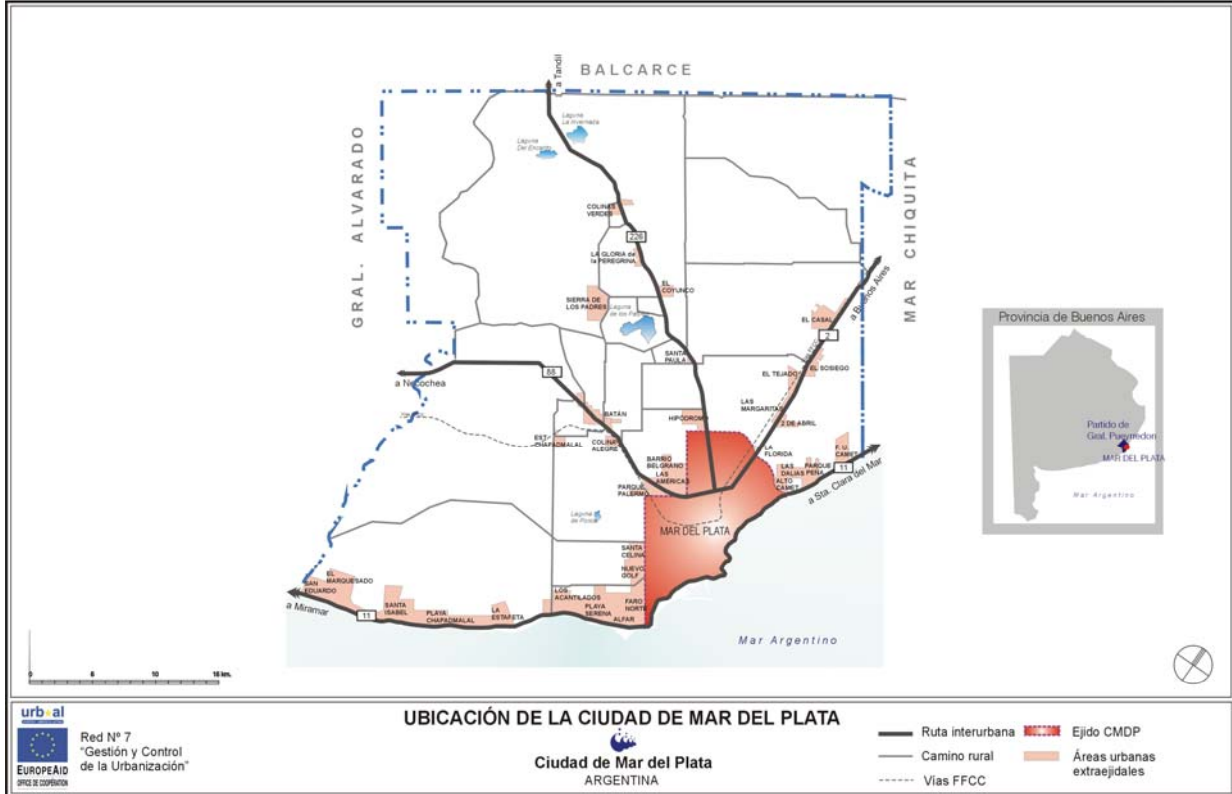 BALCARCE
a Tandil
GRAL. ALVARADO
MAR CHIQUITA
Laguna
La Invernada
Laguna
Del Encanto
COLINAS
VERDES
226
LA GLORIA de
la PEREGRINA
EL
COYUNCO
SIERRA DE
LOS PADRES
Laguna
de los Padres
a Buenos Aires
EL CASAL
2
SANTA
PAULA
EL SOSIEGO
EL TEJADO
a Necochea
88
LAS
MARGARITAS
BATÁN
HIPÓDROMO
2 DE ABRIL
EST.
CHAPADMALAL
COLINA
ALEGRE
LA
FLORIDA
F. U.
CAMET
BARRIO
BELGRANO
LAS
AMERICAS
LAS
DALIAS
PARQUE
PEÑA
11
ALTO
CAMET
a Sta. Clara del Mar
PARQUE
PALERMO
Laguna
de Ponce
MAR DEL PLATA
SANTA
CELINA
NUEVO
GOLF
EL
MARQUESADO
SAN
EDUARDO
a Miramar
11
SANTA
ISABEL
PLAYA
CHAPADMALAL
LA
ESTAFETA
LOS
ACANTILADOS
PLAYA
SERENA
FARO
NORTE
ALFAR
Mar Argentino
Provincia de Buenos Aires
Partido de
Gral. Pueyrredon
MAR DEL PLATA
Mar Argentino
urb-al
EUROPEAID
OFFICE DE COOPÉRATION
Red Nº 7
"Gestión y Control
de la Urbanización"
UBICACIÓN DE LA CIUDAD DE MAR DEL PLATA
Ciudad de Mar del Plata
ARGENTINA
Ruta interurbana
Camino rural
Vías FFCC
Ejido CMDP
Áreas urbanas
extraejidales